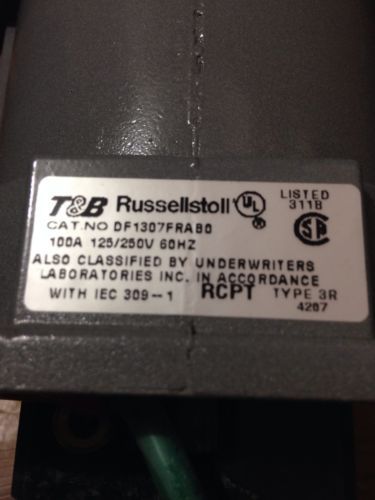 T&B Russellstoll UL LISTED
311B
CAT.NO DF1307FRAB0
100A 125/250V 60HZ
ALSO CLASSIFIED BY UNDERWRITERS
LABORATORIES INC. IN ACCORDANCE
WITH IEC 309-1 RCPT TYPE 3R
4287